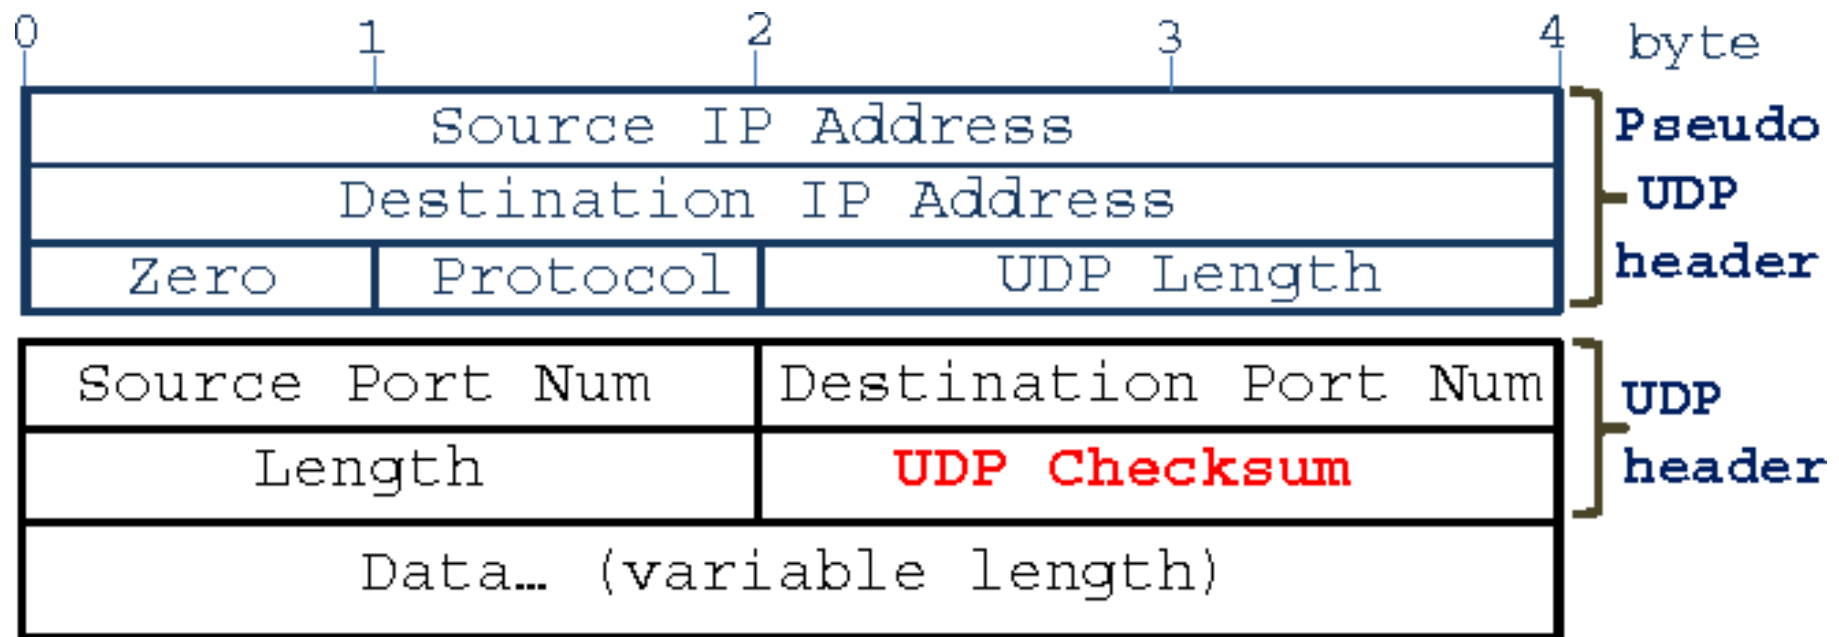 0 1 2 3 4 byte
Source IP Address
Destination IP Address
Zero Protocol UDP Length
Pseudo
UDP
header
Source Port Num Destination Port Num
Length UDP Checksum
Data… (variable length)
UDP
header